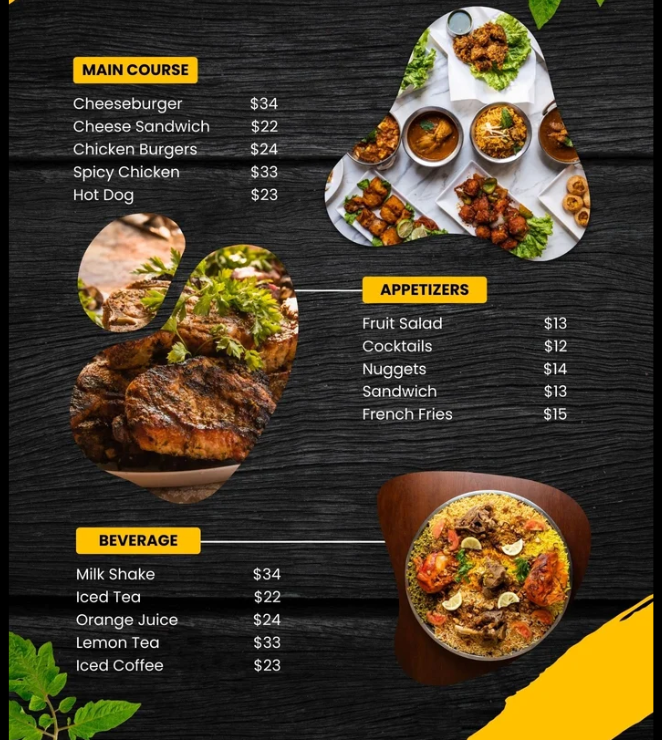 MAIN COURSE
Cheeseburger $34
Cheese Sandwich $22
Chicken Burgers $24
Spicy Chicken $33
Hot Dog $23
APPETIZERS
Fruit Salad $13
Cocktails $12
Nuggets $14
Sandwich $13
French Fries $15
BEVERAGE
Milk Shake $34
Iced Tea $22
Orange Juice $24
Lemon Tea $33
Iced Coffee $23